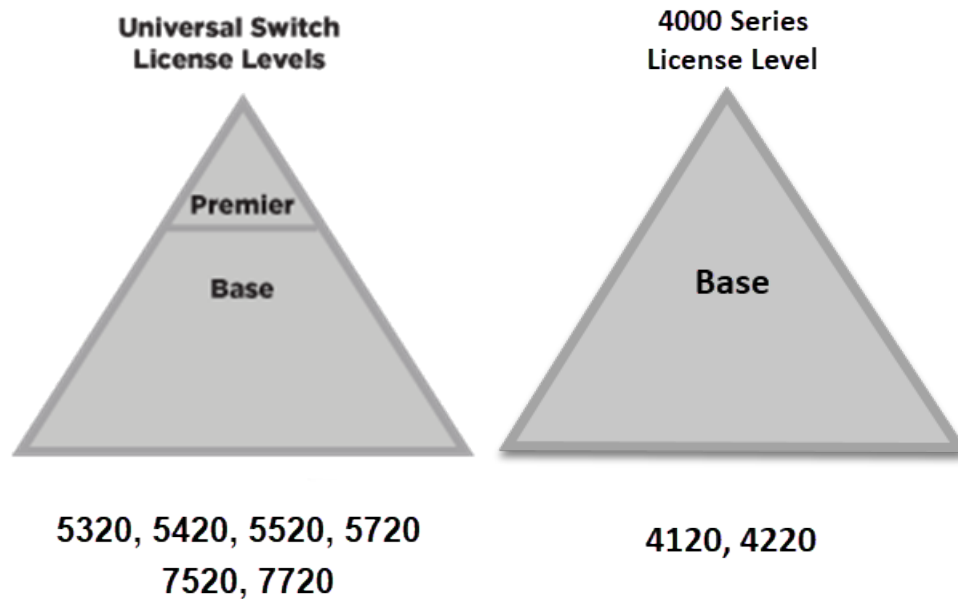 Universal Switch
License Levels
Premier
Base
5320, 5420, 5520, 5720
7520, 7720
4000 Series
License Level
Base
4120, 4220